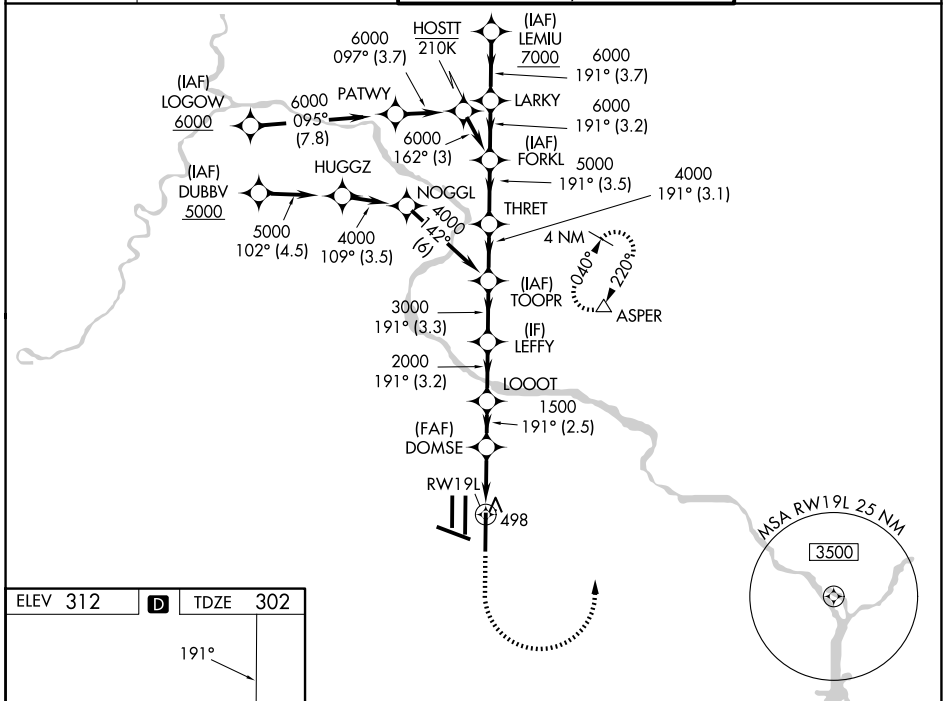 HOSTT
210K
(IAF)
LEMIU
7000
6000
097° (3.7)
6000
191° (3.7)
(IAF)
LOGOW
6000
PATWY
6000
095°
(7.8)
LARKY
6000
191° (3.2)
6000
162° (3)
(IAF)
FORKL
(IAF)
DUBBV
5000
HUGGZ
NOGGL
5000
191° (3.5)
4000
191° (3.1)
THRET
5000
102° (4.5)
4000
109° (3.5)
4000
142°
(6)
4 NM
040°
220°
ASPER
(IAF)
TOOPR
3000
191° (3.3)
(IF)
LEFFY
2000
191° (3.2)
LOOOT
1500
191° (2.5)
(FAF)
DOMSE
RW19L
498
MSA RW19L 25 NM
3500
ELEV 312 D TDZE 302
191°